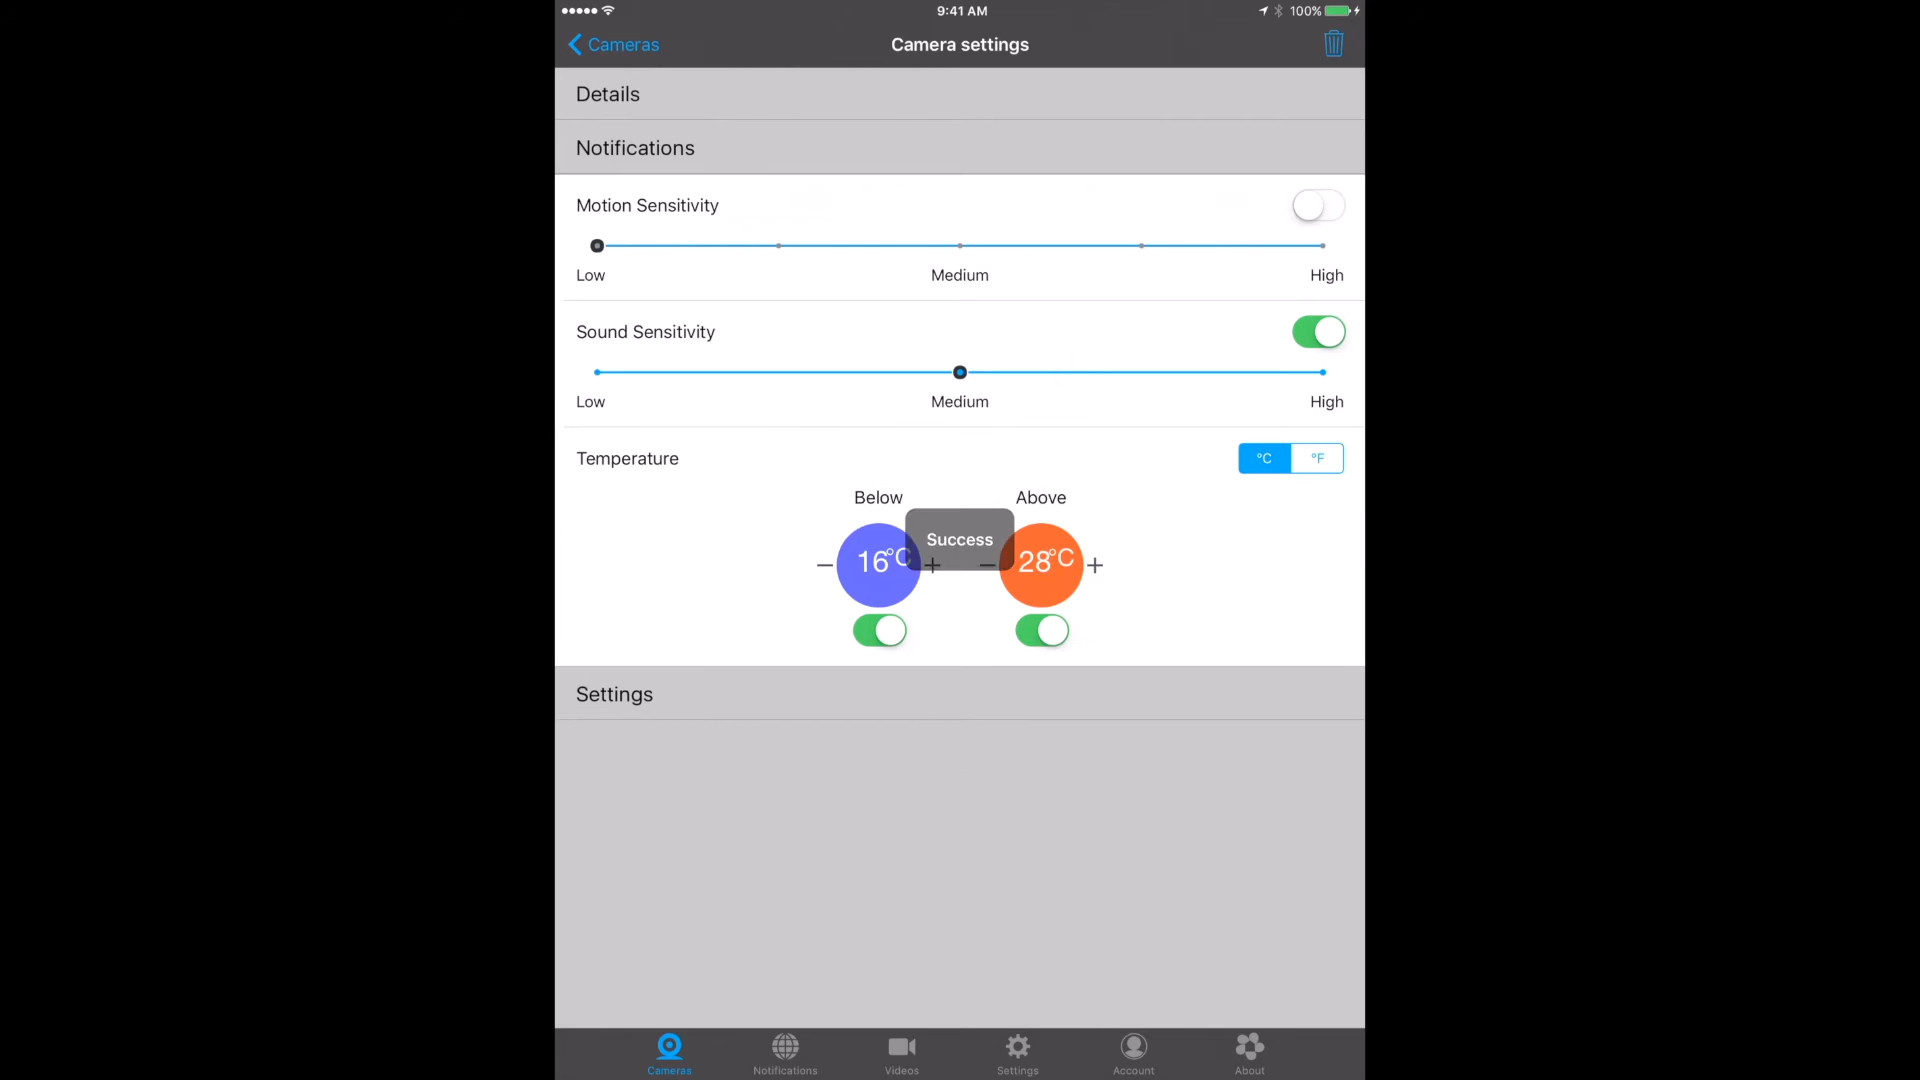 9:41 AM
100%
Cameras
Camera settings
Details
Notifications
Motion Sensitivity
Low Medium High
Sound Sensitivity
Low Medium High
Temperature
°C °F
Below Above
Success
− 16°C + − 28°C +
Settings
Cameras Notifications Videos Settings Account About